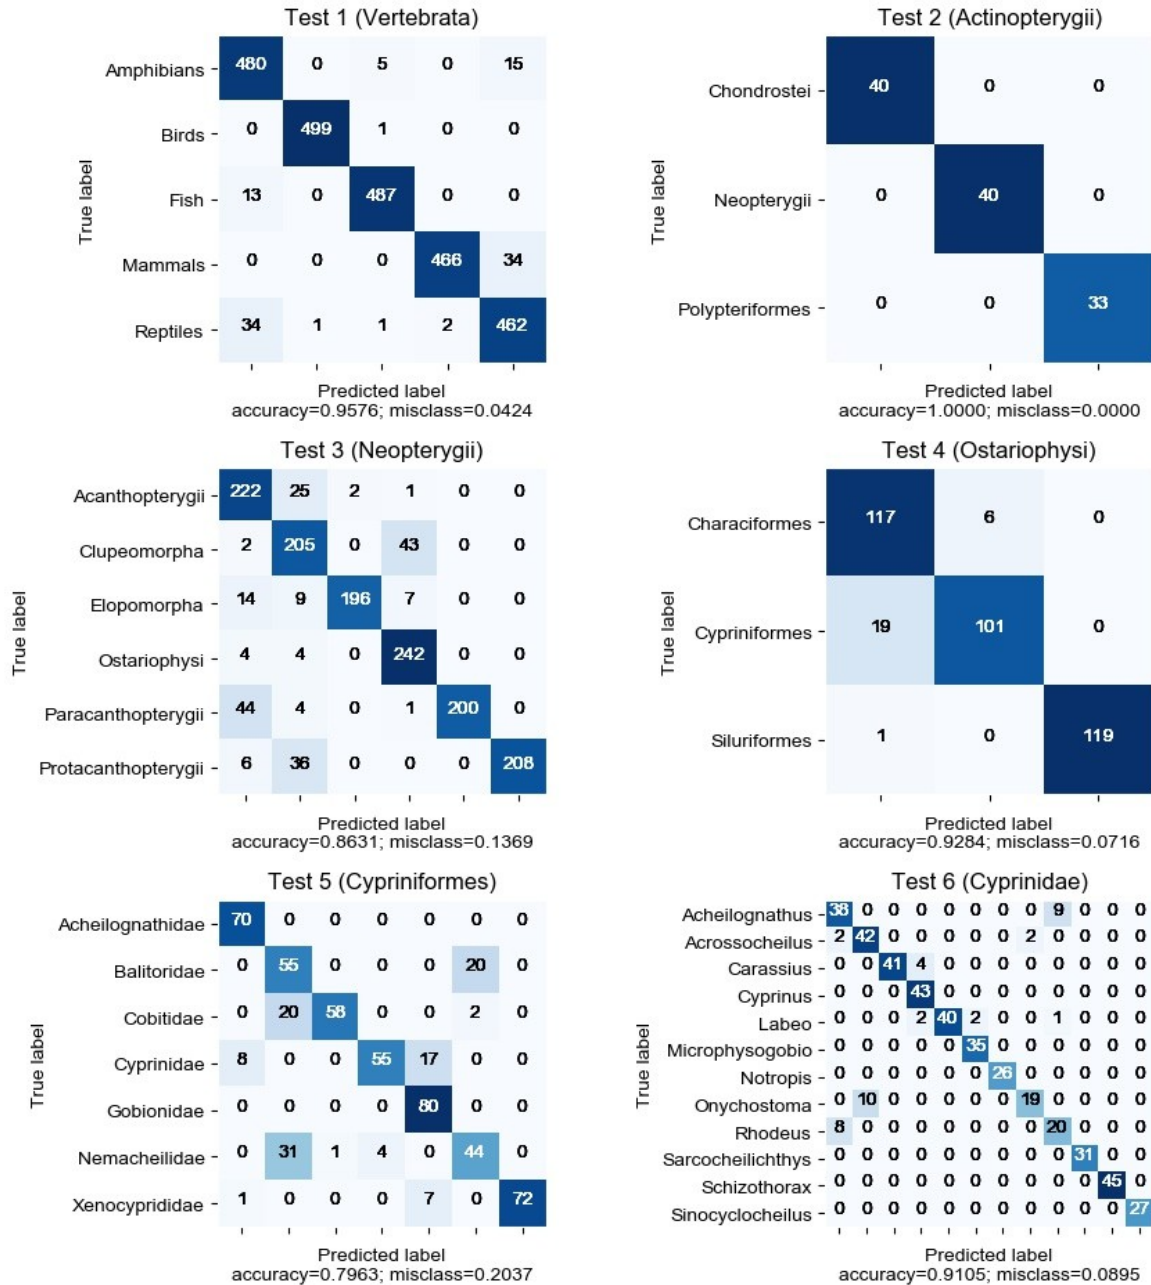 Test 1 (Vertebrata)
True label
Amphibians 480 0 5 0 15
Birds 0 499 1 0 0
Fish 13 0 487 0 0
Mammals 0 0 0 466 34
Reptiles 34 1 1 2 462
Predicted label
accuracy=0.9576; misclass=0.0424
Test 2 (Actinopterygii)
True label
Chondrostei 40 0 0
Neopterygii 0 40 0
Polypteriformes 0 0 33
Predicted label
accuracy=1.0000; misclass=0.0000
Test 3 (Neopterygii)
True label
Acanthopterygii 222 25 2 1 0 0
Clupeomorpha 2 205 0 43 0 0
Elopomorpha 14 9 196 7 0 0
Ostariophysi 4 4 0 242 0 0
Paracanthopterygii 44 4 0 1 200 0
Protacanthopterygii 6 36 0 0 0 208
Predicted label
accuracy=0.8631; misclass=0.1369
Test 4 (Ostariophysi)
True label
Characiformes 117 6 0
Cypriniformes 19 101 0
Siluriformes 1 0 119
Predicted label
accuracy=0.9284; misclass=0.0716
Test 5 (Cypriniformes)
True label
Acheilognathidae 70 0 0 0 0 0 0
Balitoridae 0 55 0 0 0 20 0
Cobitidae 0 20 58 0 0 2 0
Cyprinidae 8 0 0 55 17 0 0
Gobionidae 0 0 0 0 80 0 0
Nemacheilidae 0 31 1 4 0 44 0
Xenocyprididae 1 0 0 0 7 0 72
Predicted label
accuracy=0.7963; misclass=0.2037
Test 6 (Cyprinidae)
True label
Acheilognathus 38 0 0 0 0 0 0 0 9 0 0 0
Acrossocheilus 2 42 0 0 0 0 0 2 0 0 0 0
Carassius 0 0 41 4 0 0 0 0 0 0 0 0
Cyprinus 0 0 0 43 0 0 0 0 0 0 0 0
Labeo 0 0 0 2 40 2 0 0 1 0 0 0
Microphysogobio 0 0 0 0 0 35 0 0 0 0 0 0
Notropis 0 0 0 0 0 0 26 0 0 0 0 0
Onychostoma 0 10 0 0 0 0 0 19 0 0 0 0
Rhodeus 8 0 0 0 0 0 0 0 20 0 0 0
Sarcocheilichthys 0 0 0 0 0 0 0 0 0 31 0 0
Schizothorax 0 0 0 0 0 0 0 0 0 0 45 0
Sinocyclocheilus 0 0 0 0 0 0 0 0 0 0 0 27
Predicted label
accuracy=0.9105; misclass=0.0895